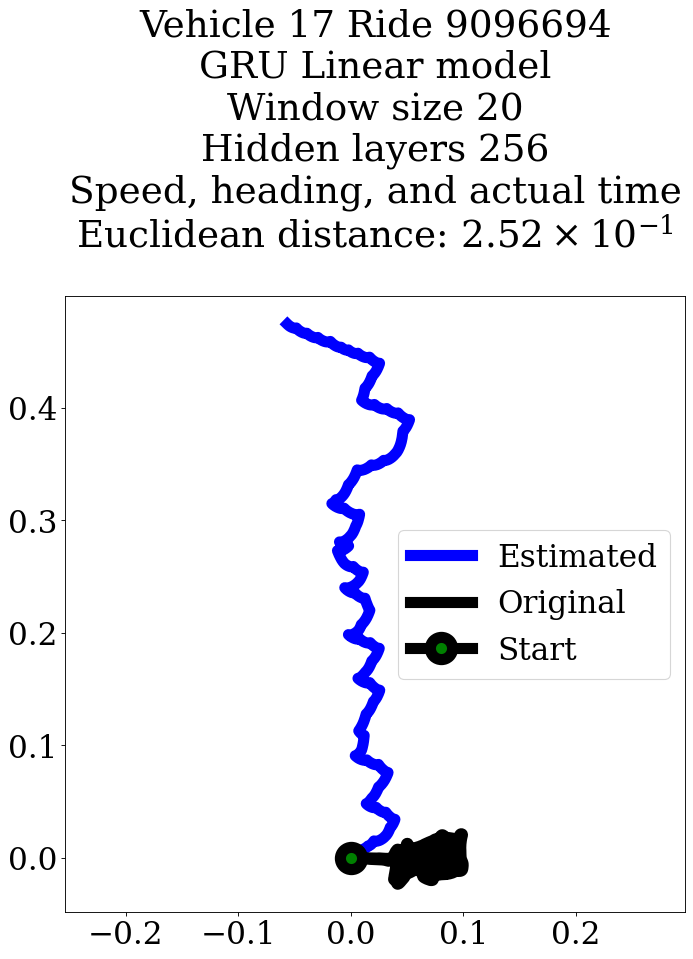 Vehicle 17 Ride 9096694
GRU Linear model
Window size 20
Hidden layers 256
Speed, heading, and actual time
Euclidean distance: 2.52 × 10⁻¹
0.4
0.3
0.2
0.1
0.0
Estimated
Original
Start
−0.2 −0.1 0.0 0.1 0.2